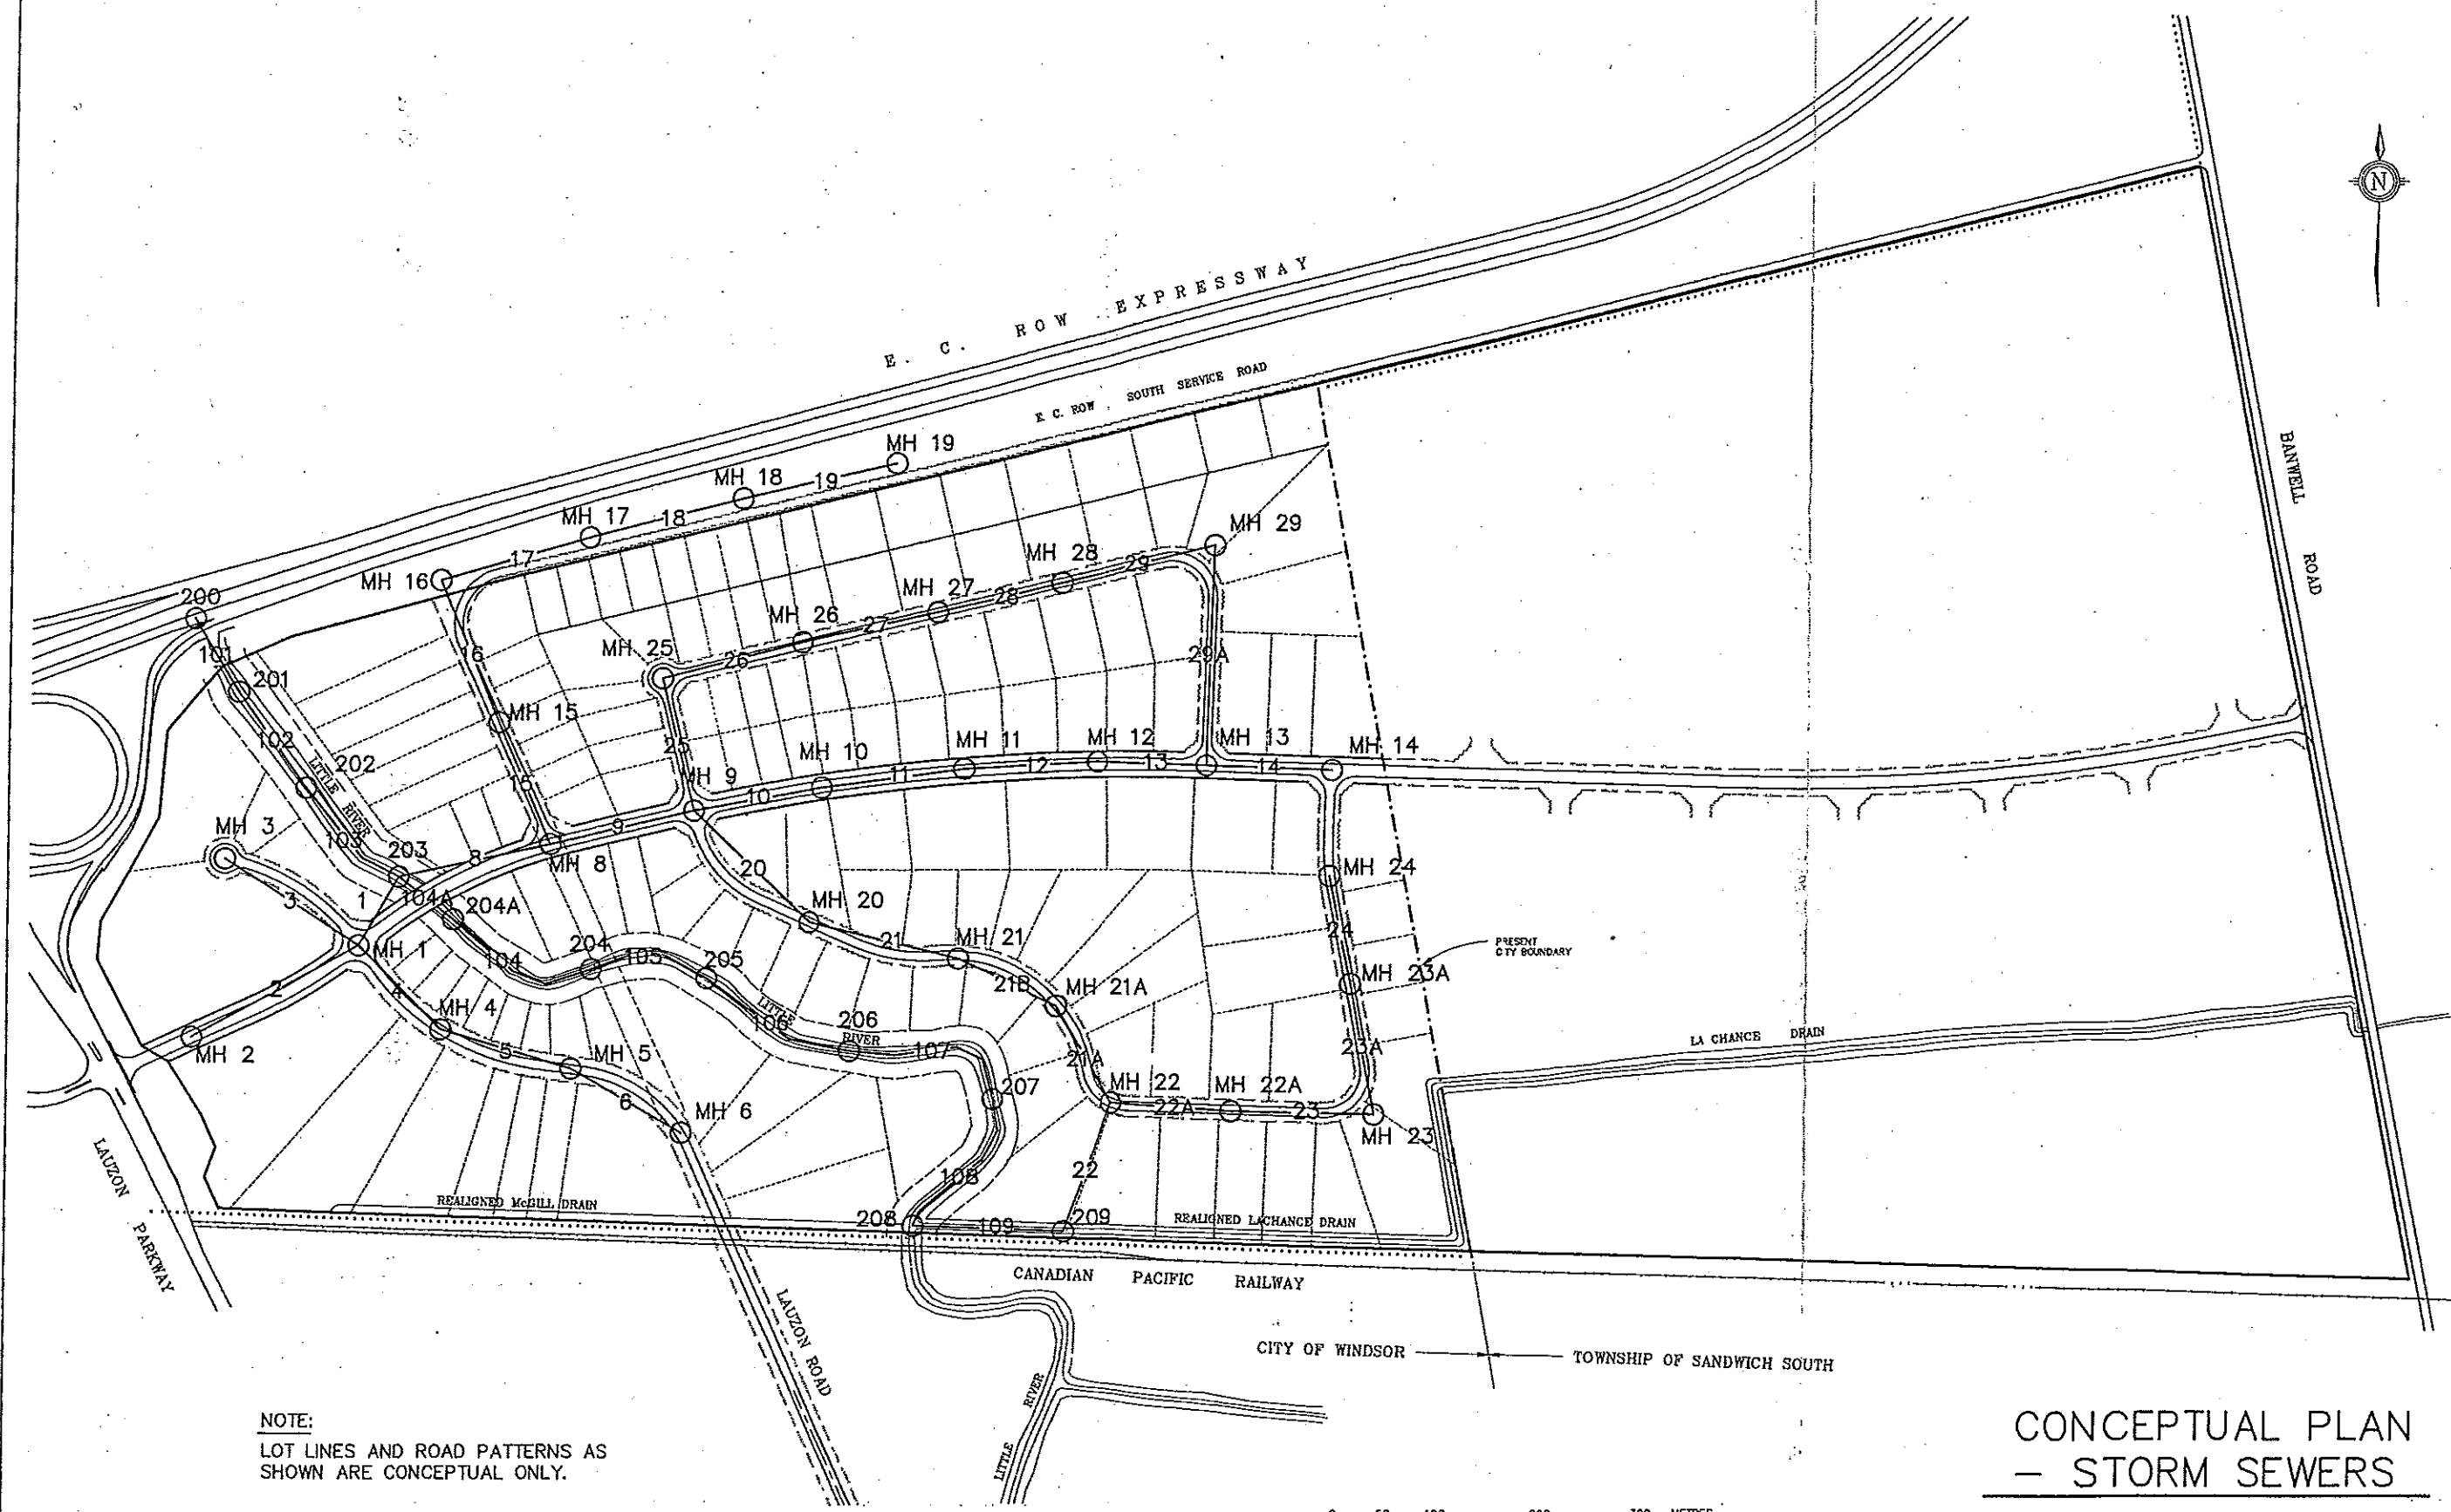 N
E. C. ROW EXPRESSWAY
E. C. ROW SOUTH SERVICE ROAD
BANWELL ROAD
MH 19
MH 18
19
MH 17
18
17
MH 16
MH 29
MH 28
29
MH 27
28
MH 26
27
MH 25
26
200
101
201
16
29A
102
202
MH 15
LITTLE RIVER
15
25
MH 9
MH 10
MH 11
MH 12
MH 13
MH 14
10
11
12
13
14
9
MH 3
103
203
8
MH 8
20
MH 24
3
1
104A
204A
MH 20
MH 1
24
21
MH 21
PRESENT
CITY BOUNDARY
204
105
205
104
MH 23A
21B
MH 21A
2
4
MH 4
LITTLE RIVER
106
206
107
MH 2
5
MH 5
21A
23A
LA CHANCE DRAIN
6
MH 6
207
MH 22
MH 22A
22A
23
MH 23
LAUZON PARKWAY
108
22
REALIGNED McGILL DRAIN
208
109
209
REALIGNED LACHANCE DRAIN
CANADIAN PACIFIC RAILWAY
LAUZON ROAD
CITY OF WINDSOR
TOWNSHIP OF SANDWICH SOUTH
LITTLE RIVER
NOTE:
LOT LINES AND ROAD PATTERNS AS
SHOWN ARE CONCEPTUAL ONLY.
CONCEPTUAL PLAN
– STORM SEWERS